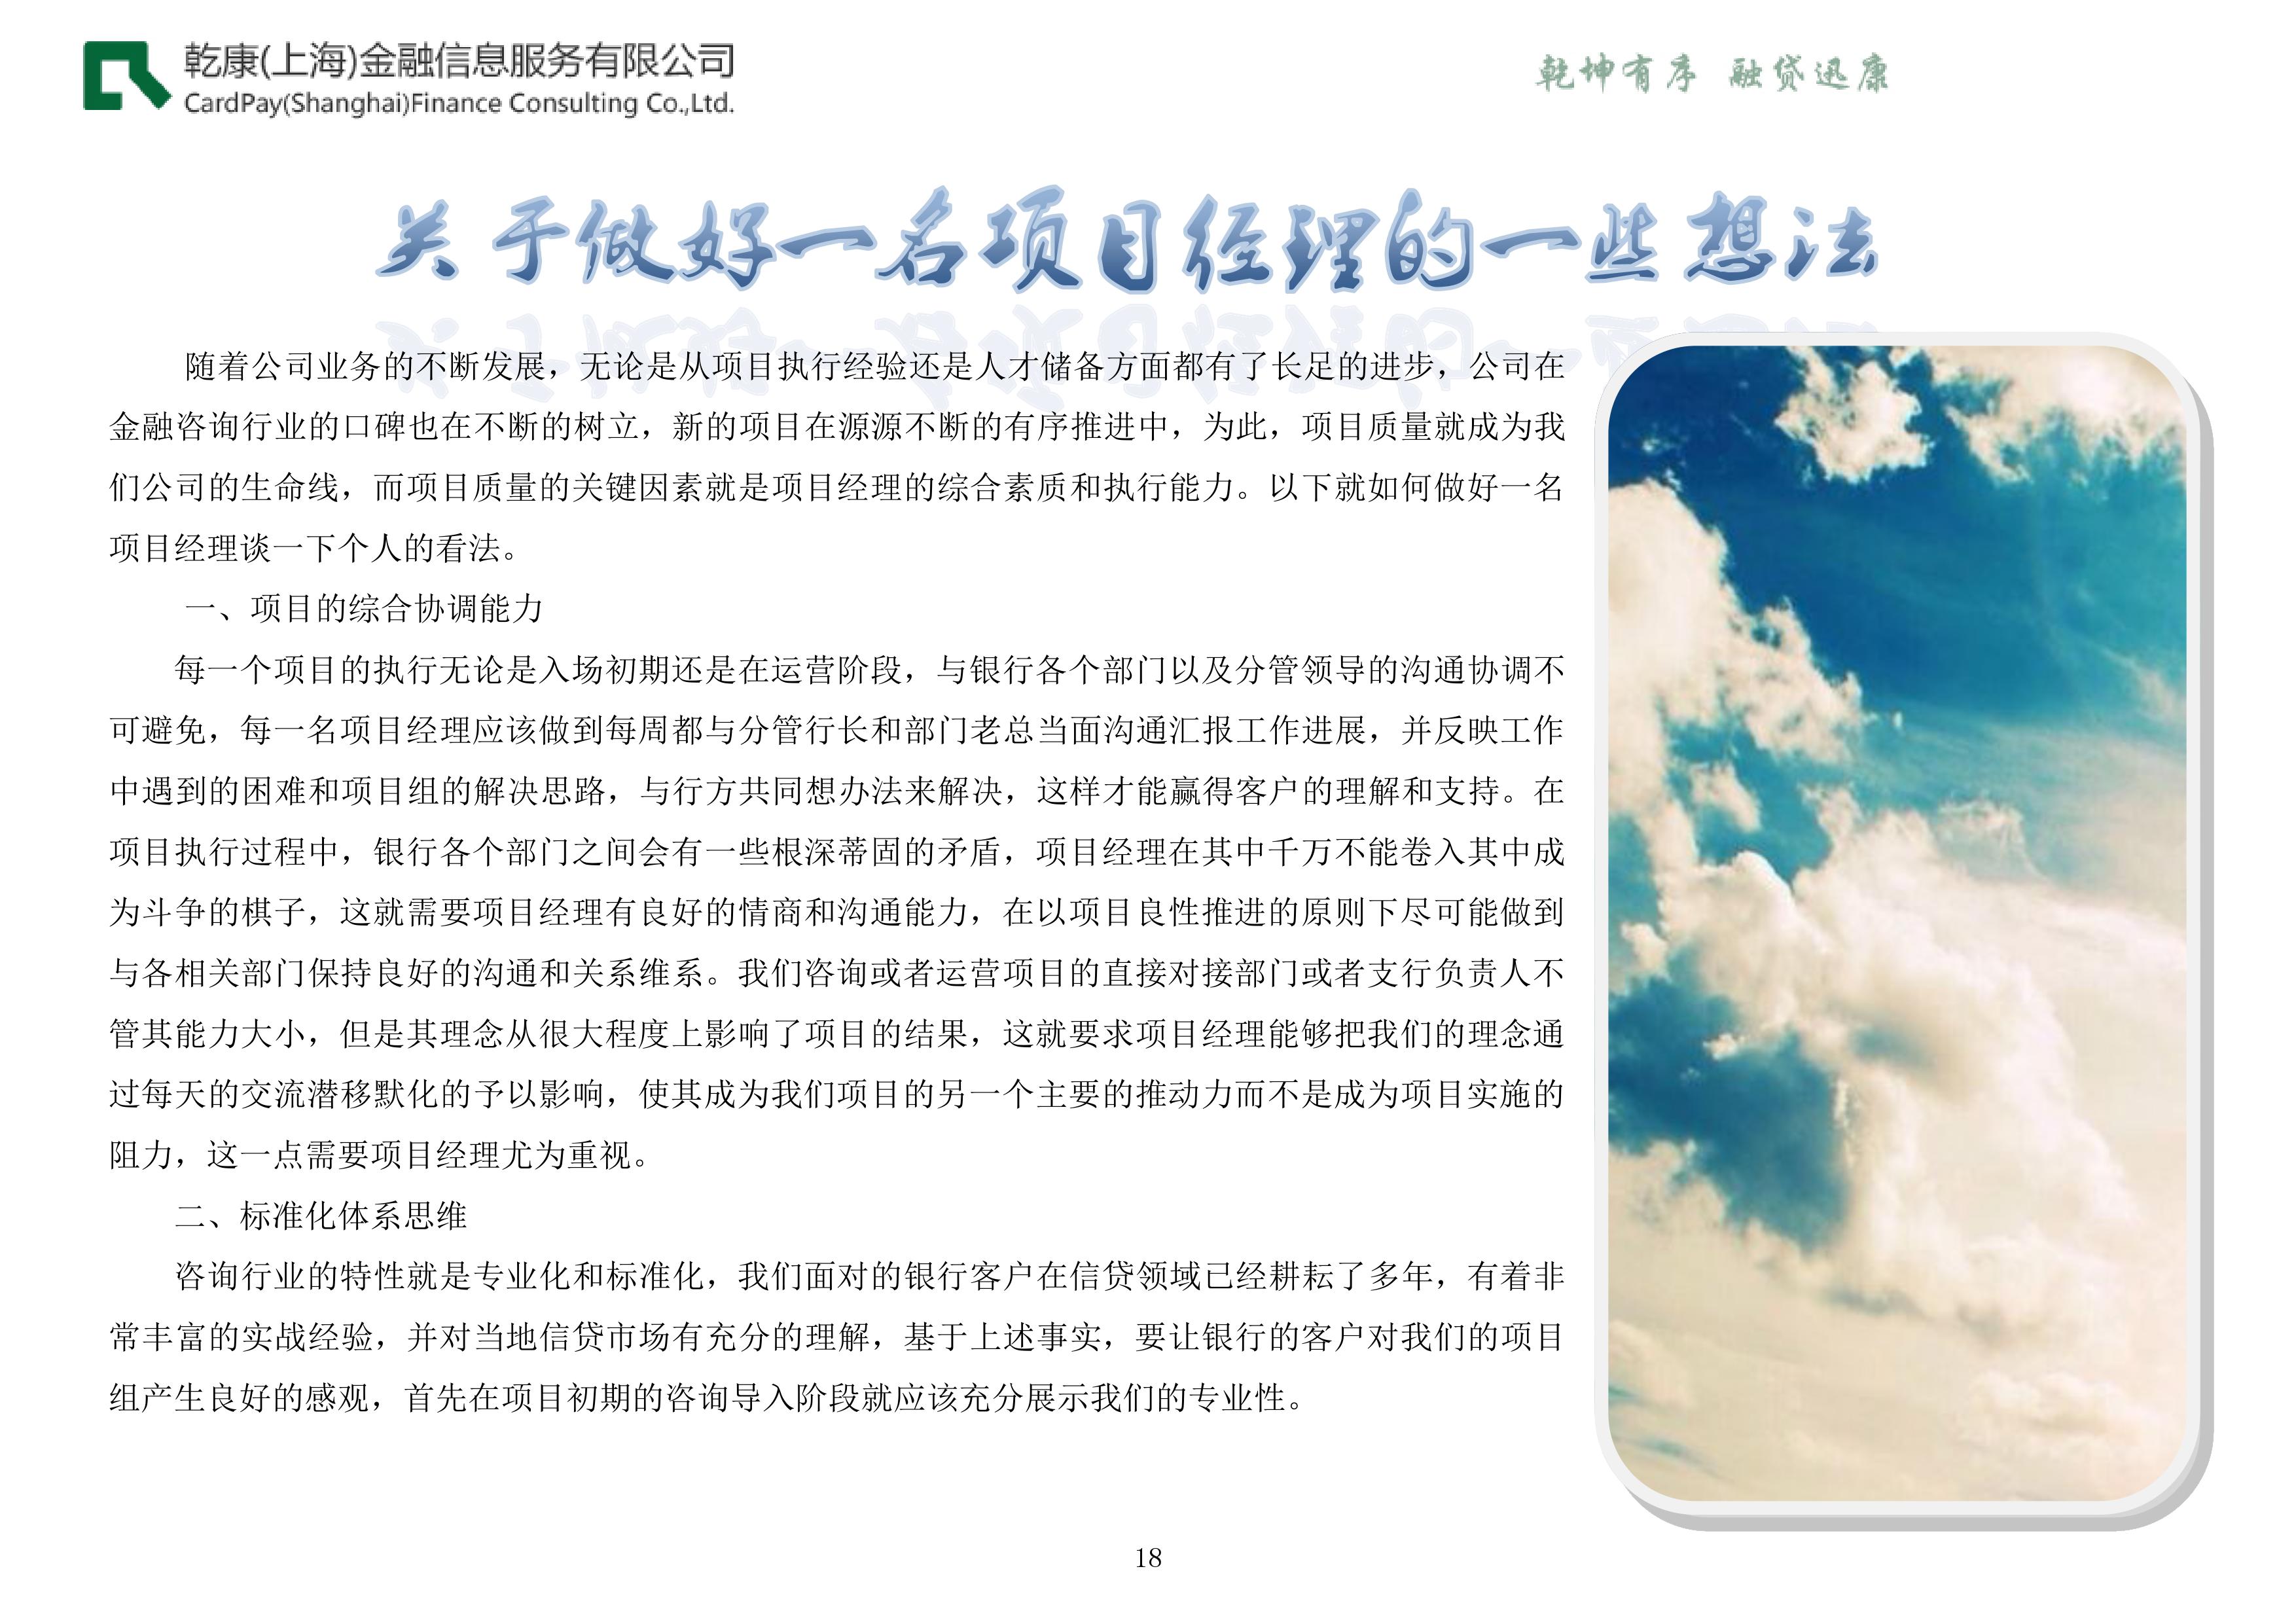 乾康(上海)金融信息服务有限公司
CardPay(Shanghai)Finance Consulting Co.,Ltd.
乾坤有序 融贷迅康
关于做好一名项目经理的一些想法
随着公司业务的不断发展，无论是从项目执行经验还是人才储备方面都有了长足的进步，公司在
金融咨询行业的口碑也在不断的树立，新的项目在源源不断的有序推进中，为此，项目质量就成为我
们公司的生命线，而项目质量的关键因素就是项目经理的综合素质和执行能力。以下就如何做好一名
项目经理谈一下个人的看法。
一、项目的综合协调能力
每一个项目的执行无论是入场初期还是在运营阶段，与银行各个部门以及分管领导的沟通协调不
可避免，每一名项目经理应该做到每周都与分管行长和部门老总当面沟通汇报工作进展，并反映工作
中遇到的困难和项目组的解决思路，与行方共同想办法来解决，这样才能赢得客户的理解和支持。在
项目执行过程中，银行各个部门之间会有一些根深蒂固的矛盾，项目经理在其中千万不能卷入其中成
为斗争的棋子，这就需要项目经理有良好的情商和沟通能力，在以项目良性推进的原则下尽可能做到
与各相关部门保持良好的沟通和关系维系。我们咨询或者运营项目的直接对接部门或者支行负责人不
管其能力大小，但是其理念从很大程度上影响了项目的结果，这就要求项目经理能够把我们的理念通
过每天的交流潜移默化的予以影响，使其成为我们项目的另一个主要的推动力而不是成为项目实施的
阻力，这一点需要项目经理尤为重视。
二、标准化体系思维
咨询行业的特性就是专业化和标准化，我们面对的银行客户在信贷领域已经耕耘了多年，有着非
常丰富的实战经验，并对当地信贷市场有充分的理解，基于上述事实，要让银行的客户对我们的项目
组产生良好的感观，首先在项目初期的咨询导入阶段就应该充分展示我们的专业性。
18